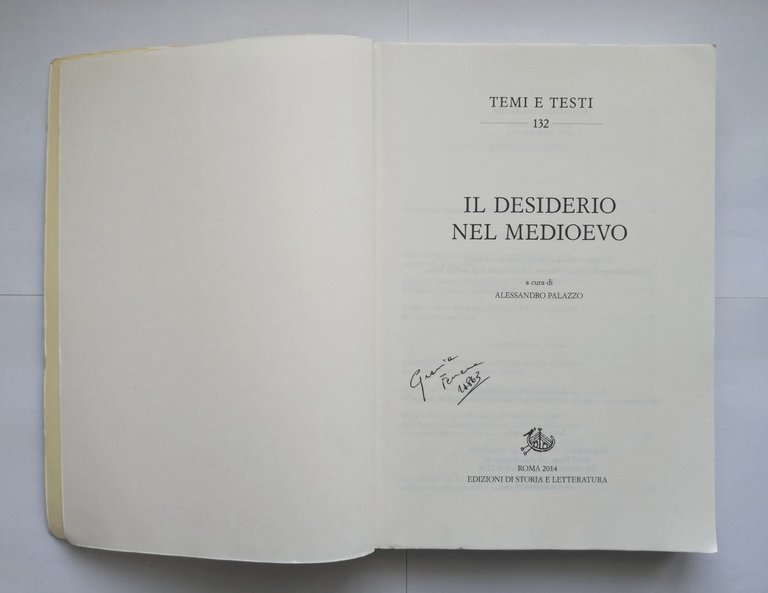 TEMI E TESTI
132
IL DESIDERIO
NEL MEDIOEVO
a cura di
ALESSANDRO PALAZZO
ROMA 2014
EDIZIONI DI STORIA E LETTERATURA